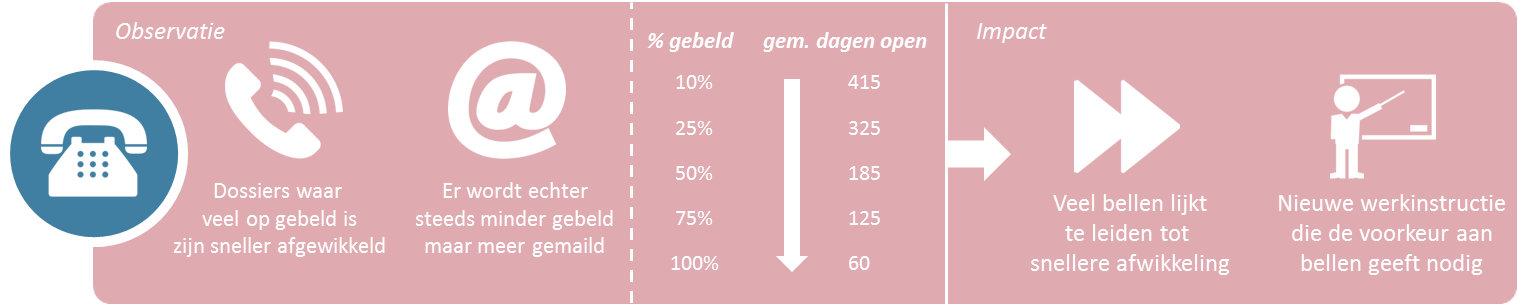 Observatie
Dossiers waar
veel op gebeld is
zijn sneller afgewikkeld
@
Er wordt echter
steeds minder gebeld
maar meer gemaild
% gebeld gem. dagen open
10% 415
25% 325
50% 185
75% 125
100% 60
Impact
Veel bellen lijkt
te leiden tot
snellere afwikkeling
Nieuwe werkinstructie
die de voorkeur aan
bellen geeft nodig